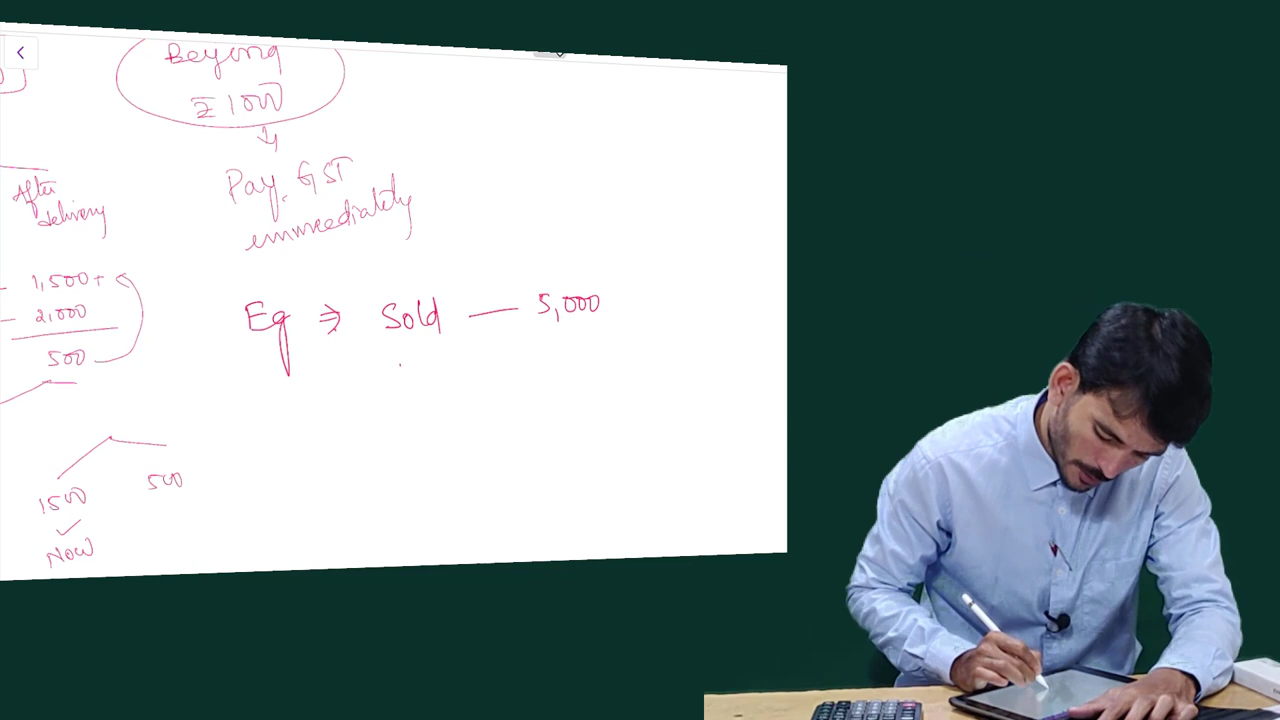 Beyond
₹1000
Pay GST
immediately
After
delivery
1,500+
2,000
500
Eg ⇒ Sold — 5,000
1500
500
Now